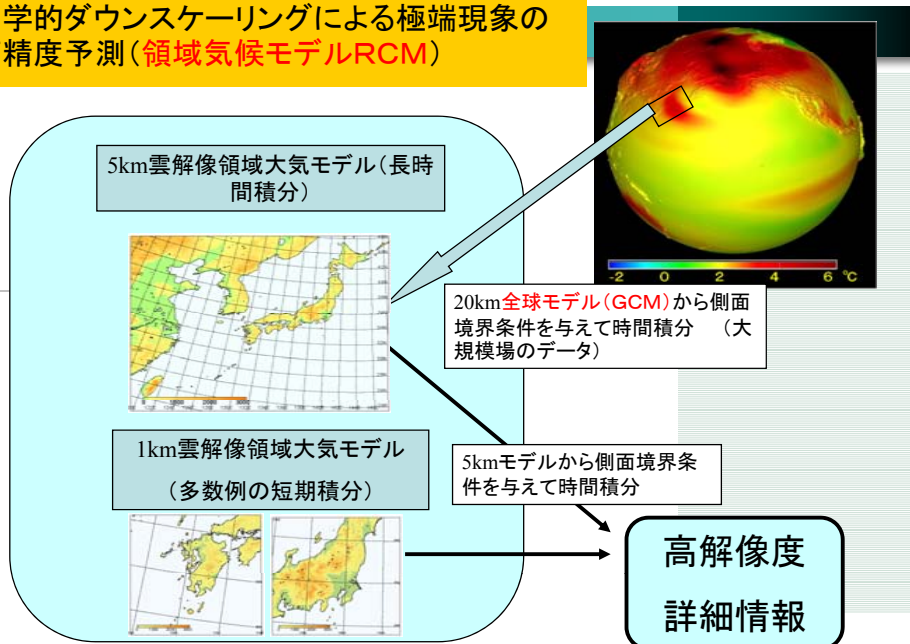 学的ダウンスケーリングによる極端現象の
精度予測(領域気候モデルRCM)
5km雲解像領域大気モデル(長時
間積分)
-2 0 2 4 6 ℃
20km全球モデル(GCM)から側面
境界条件を与えて時間積分 (大
規模場のデータ)
0 1000 2000 3000
1km雲解像領域大気モデル
(多数例の短期積分)
5kmモデルから側面境界条
件を与えて時間積分
高解像度
詳細情報